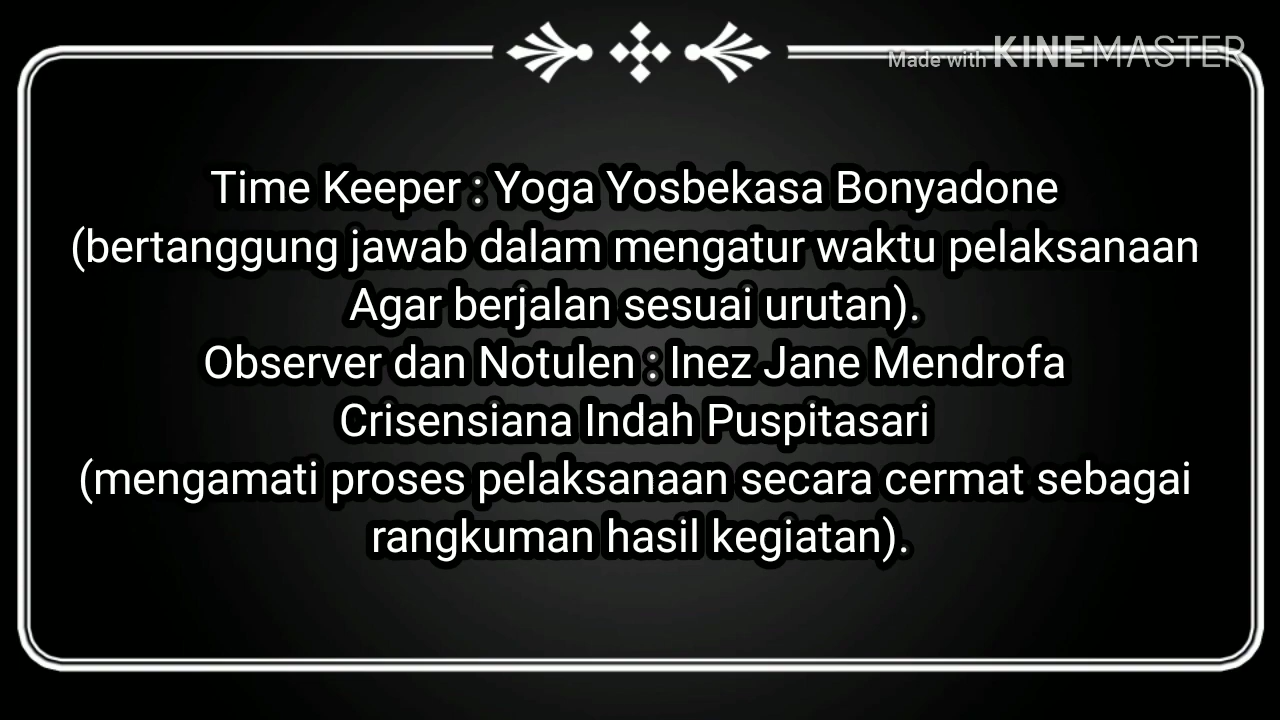 Made with KINEMASTER
Time Keeper : Yoga Yosbekasa Bonyadone
(bertanggung jawab dalam mengatur waktu pelaksanaan
Agar berjalan sesuai urutan).
Observer dan Notulen : Inez Jane Mendrofa
Crisensiana Indah Puspitasari
(mengamati proses pelaksanaan secara cermat sebagai
rangkuman hasil kegiatan).